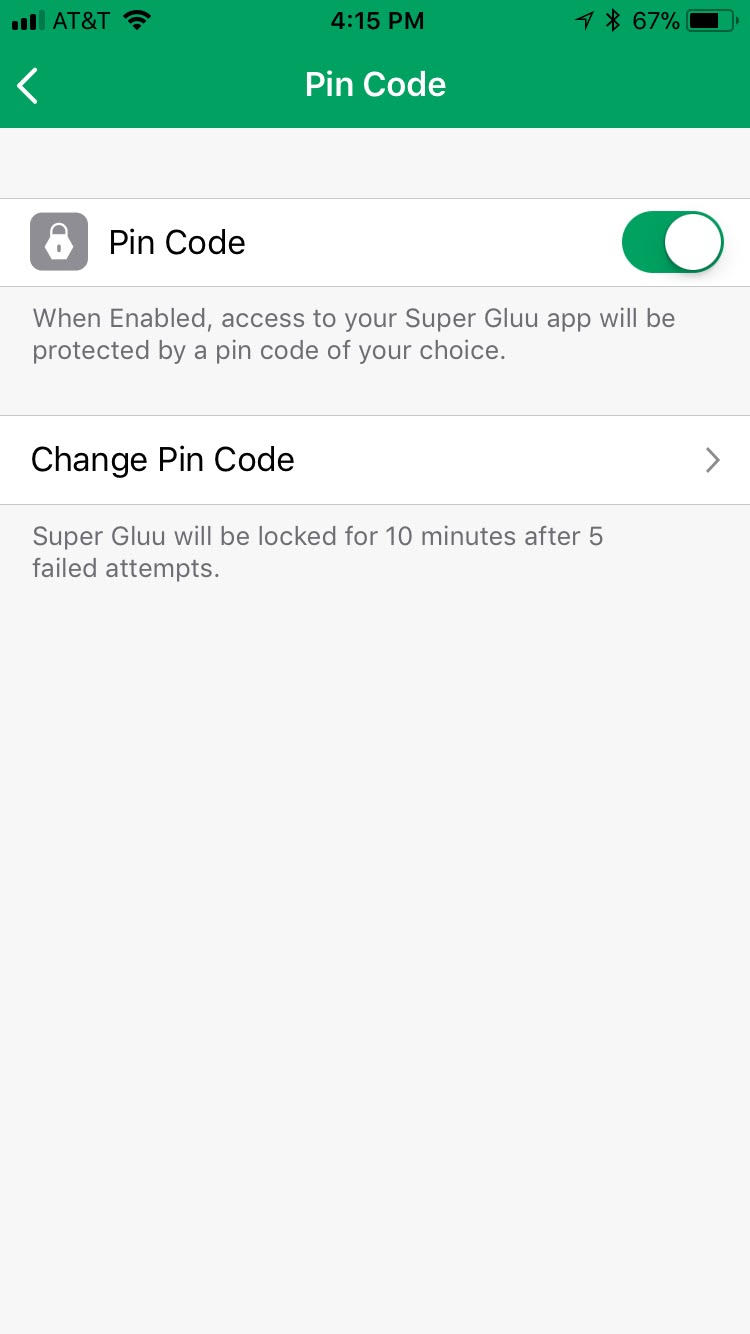 AT&T 4:15 PM 67%
Pin Code
Pin Code
When Enabled, access to your Super Gluu app will be
protected by a pin code of your choice.
Change Pin Code
Super Gluu will be locked for 10 minutes after 5
failed attempts.